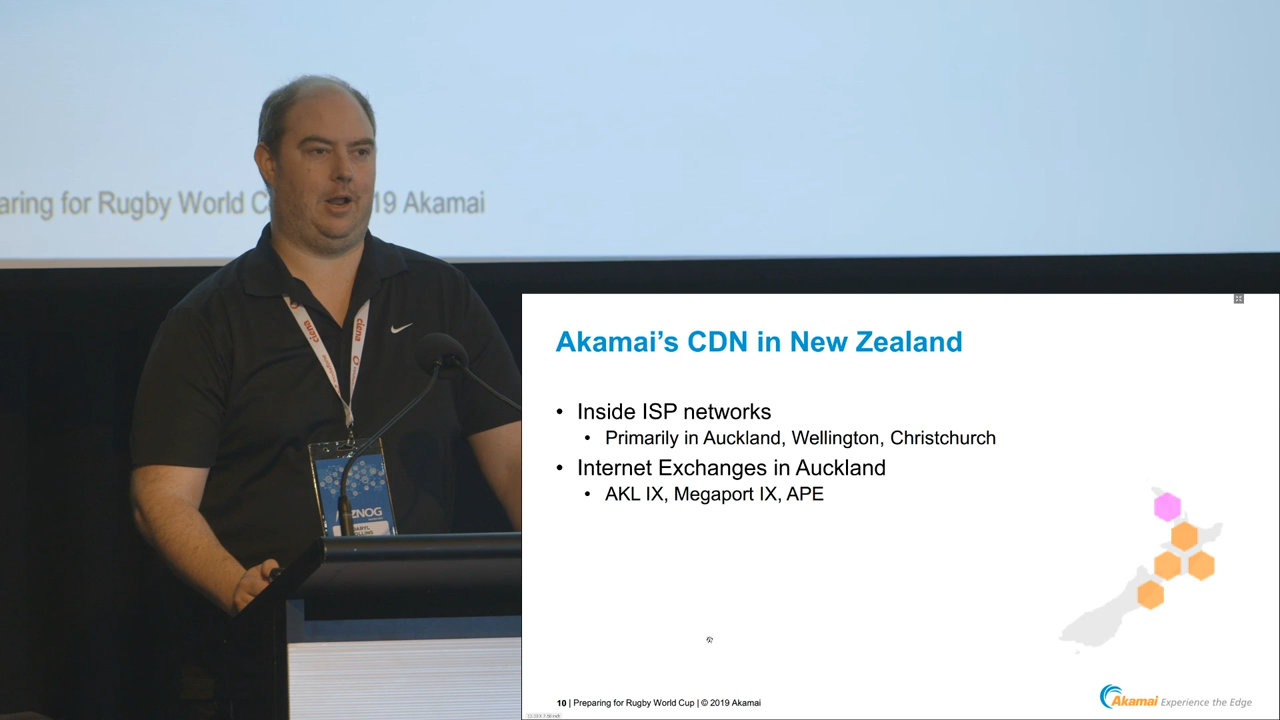 aring for Rugby World C
19 Akamai
ciena
ciena
ZNOG
Akamai's CDN in New Zealand
• Inside ISP networks
• Primarily in Auckland, Wellington, Christchurch
• Internet Exchanges in Auckland
• AKL IX, Megaport IX, APE
10 | Preparing for Rugby World Cup | © 2019 Akamai
Akamai Experience the Edge